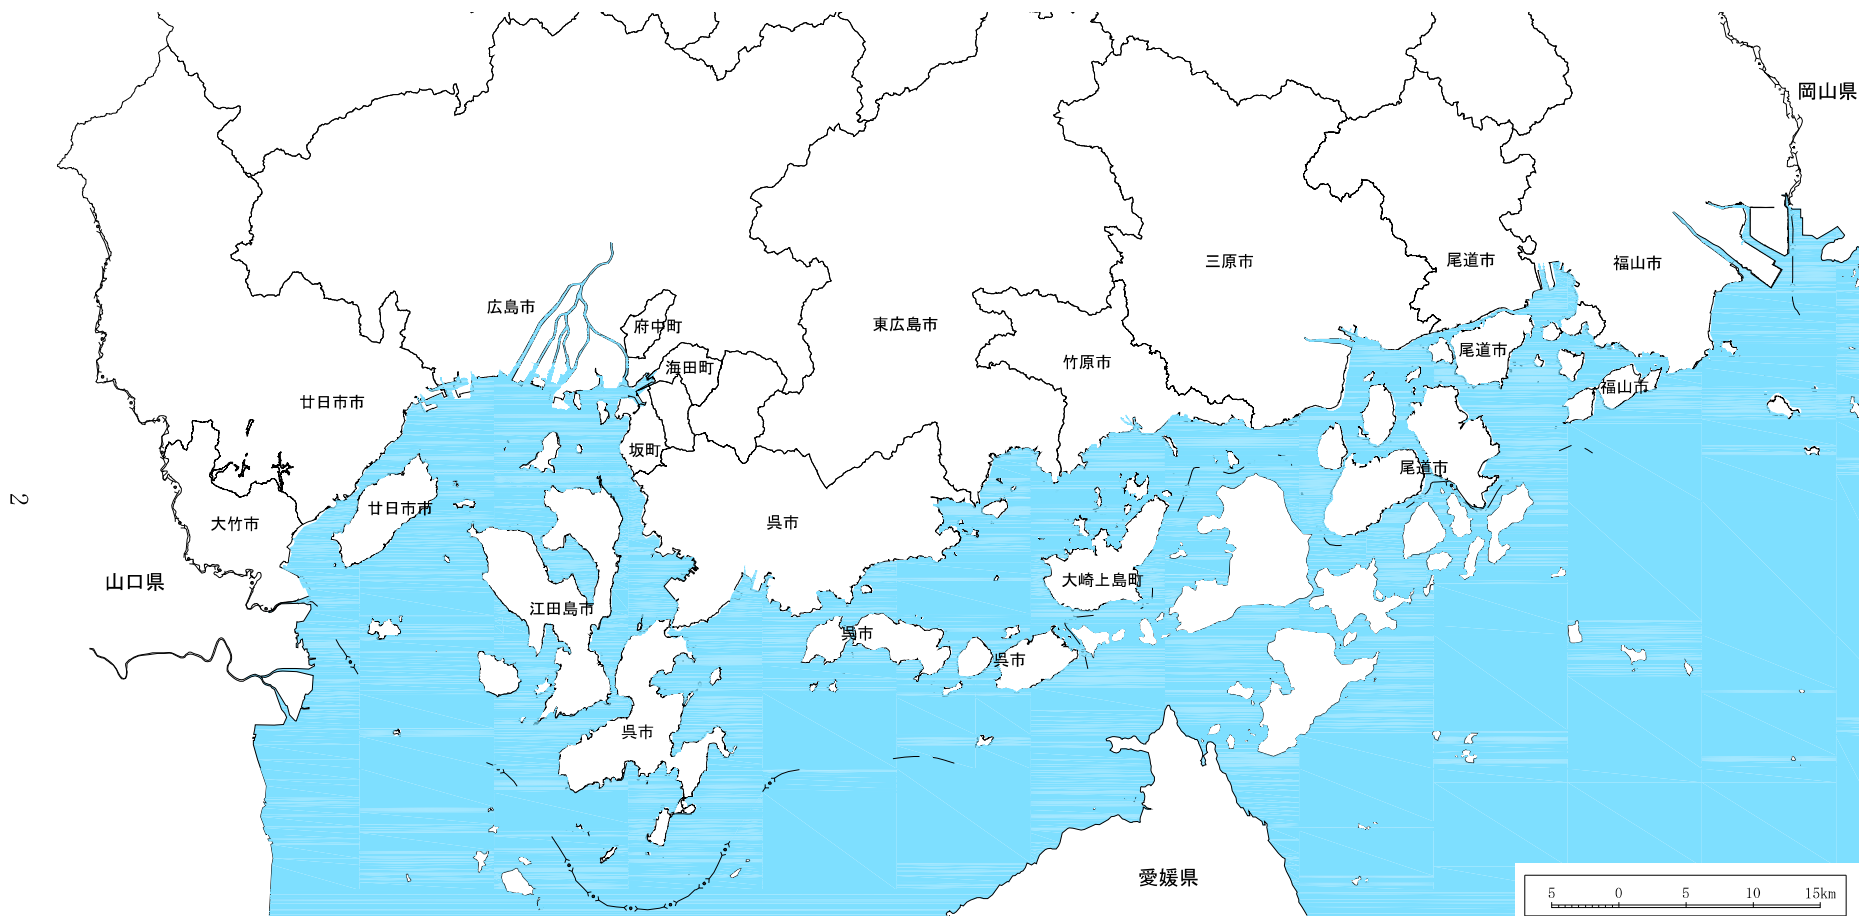 岡山県
三原市
尾道市
福山市
広島市
府中町
東広島市
海田町
竹原市
尾道市
福山市
廿日市市
坂町
尾道市
廿日市市
大竹市
呉市
山口県
江田島市
大崎上島町
呉市
呉市
呉市
愛媛県
5 0 5 10 15km
2